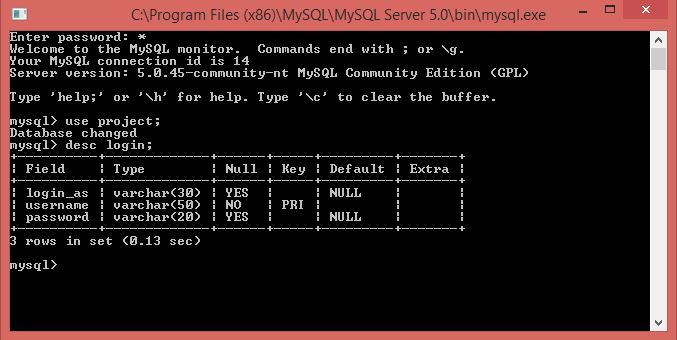 C:\Program Files (x86)\MySQL\MySQL Server 5.0\bin\mysql.exe
Enter password: *
Welcome to the MySQL monitor.  Commands end with ; or \g.
Your MySQL connection id is 14
Server version: 5.0.45-community-nt MySQL Community Edition (GPL)
Type 'help;' or '\h' for help. Type '\c' to clear the buffer.
mysql> use project;
Database changed
mysql> desc login;
+----------+-------------+------+-----+---------+-------+
| Field    | Type        | Null | Key | Default | Extra |
+----------+-------------+------+-----+---------+-------+
| login_as | varchar(30) | YES  |     | NULL    |       |
| username | varchar(50) | NO   | PRI |         |       |
| password | varchar(20) | YES  |     | NULL    |       |
+----------+-------------+------+-----+---------+-------+
3 rows in set (0.13 sec)
mysql>